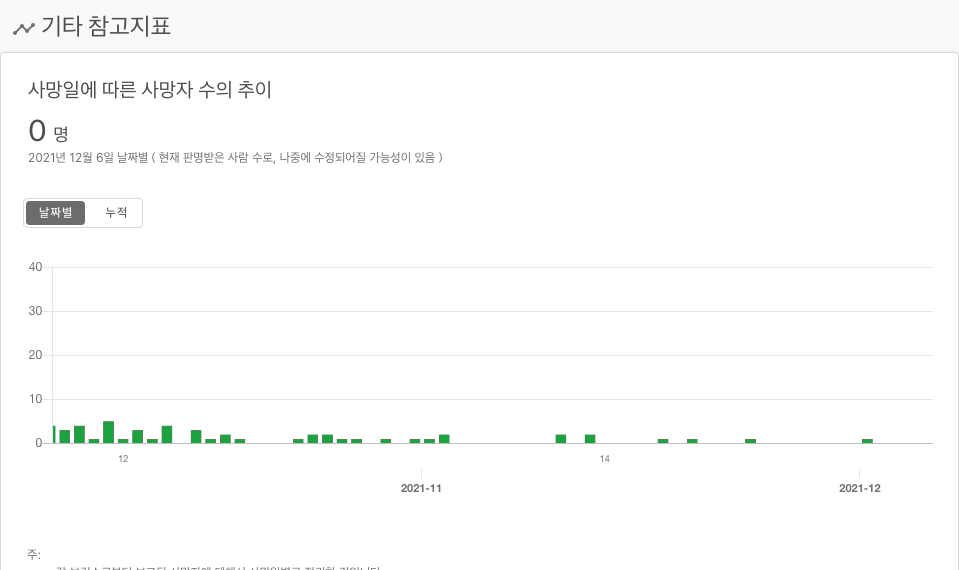 기타 참고지표
사망일에 따른 사망자 수의 추이
0 명
2021년 12월 6일 날짜별 ( 현재 판명받은 사람 수로, 나중에 수정되어질 가능성이 있음 )
날짜별 누적
40
30
20
10
0
12 14
2021-11 2021-12
주: